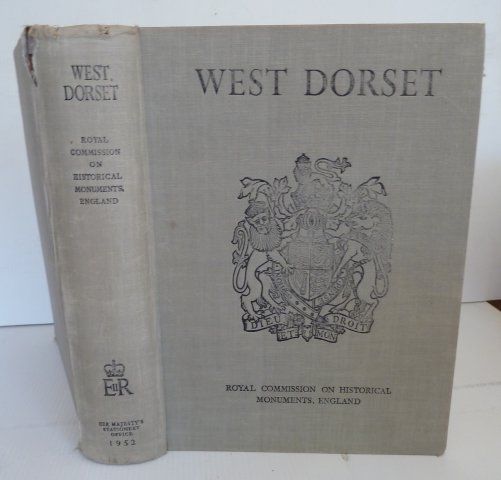 WEST
DORSET
ROYAL
COMMISSION
ON
HISTORICAL
MONUMENTS,
ENGLAND
EIIR
HER MAJESTY'S
STATIONERY
OFFICE
1952
WEST DORSET
DIEU ET MON DROIT
ROYAL COMMISSION ON HISTORICAL
MONUMENTS, ENGLAND